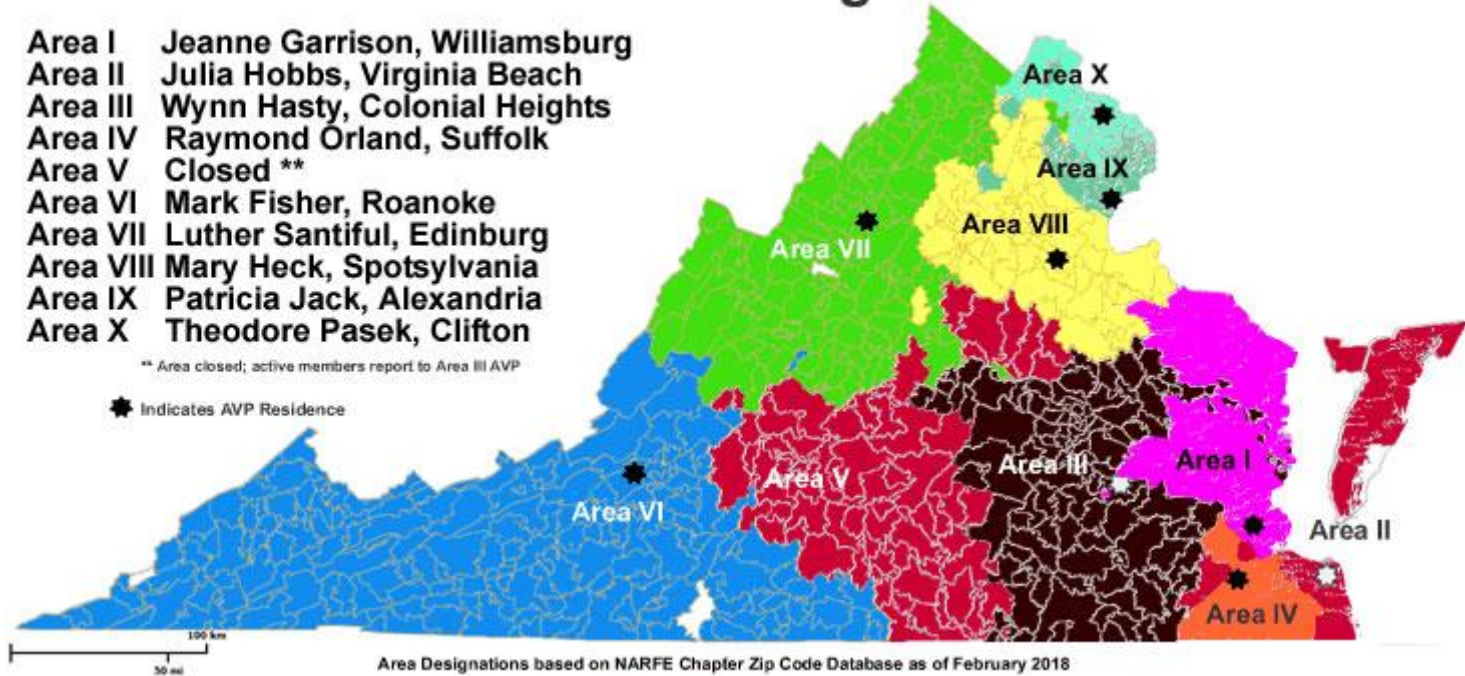 Area I Jeanne Garrison, Williamsburg
Area II Julia Hobbs, Virginia Beach
Area III Wynn Hasty, Colonial Heights
Area IV Raymond Orland, Suffolk
Area V Closed **
Area VI Mark Fisher, Roanoke
Area VII Luther Santiful, Edinburg
Area VIII Mary Heck, Spotsylvania
Area IX Patricia Jack, Alexandria
Area X Theodore Pasek, Clifton
** Area closed; active members report to Area III AVP
Indicates AVP Residence
Area X
Area IX
Area VIII
Area VII
Area I
Area III
Area V
Area VI
Area II
Area IV
100 km
50 mi
Area Designations based on NARFE Chapter Zip Code Database as of February 2018